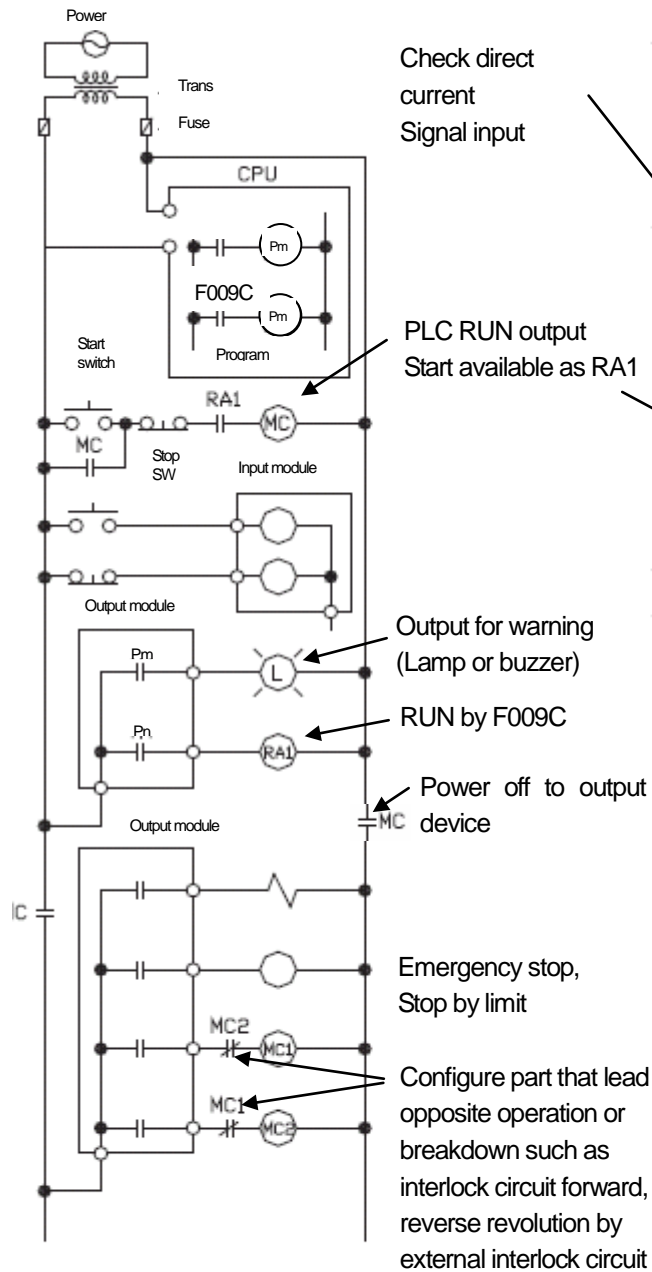 Power
Trans
Fuse
Check direct
current
Signal input
CPU
Pm
F009C
Pm
Program
Start
switch
PLC RUN output
Start available as RA1
RA1
MC
MC
Stop
SW
Input module
Output module
Output for warning
(Lamp or buzzer)
Pm
L
RUN by F009C
Pn
RA1
Power off to output
device
MC
Output module
Emergency stop,
Stop by limit
MC2
MC1
Configure part that lead
opposite operation or
breakdown such as
interlock circuit forward,
reverse revolution by
external interlock circuit
MC1
MC2